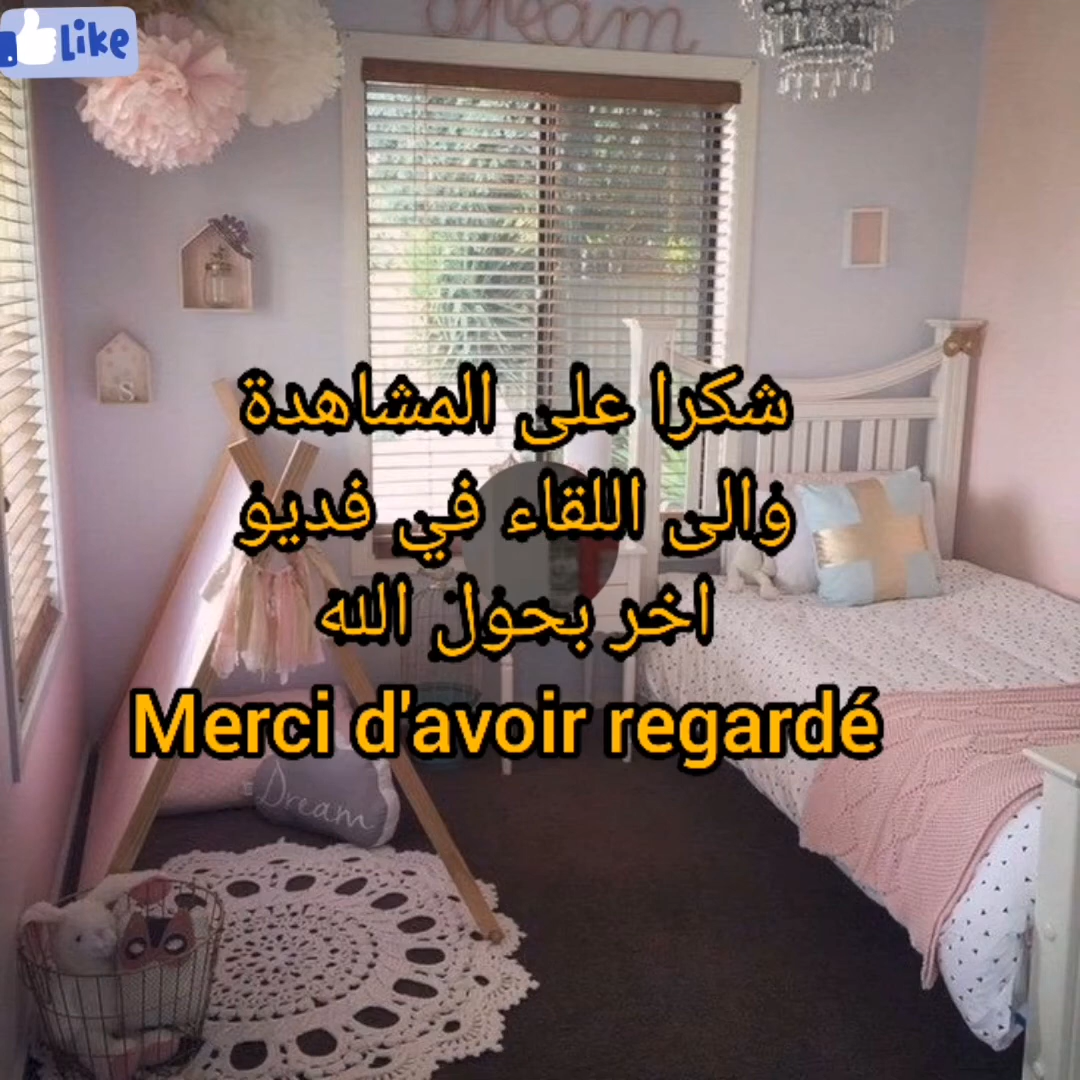 Like
dream
S
شكرا على المشاهدة
والى اللقاء في فديو
اخر بحول الله
Merci d'avoir regardé
Dream